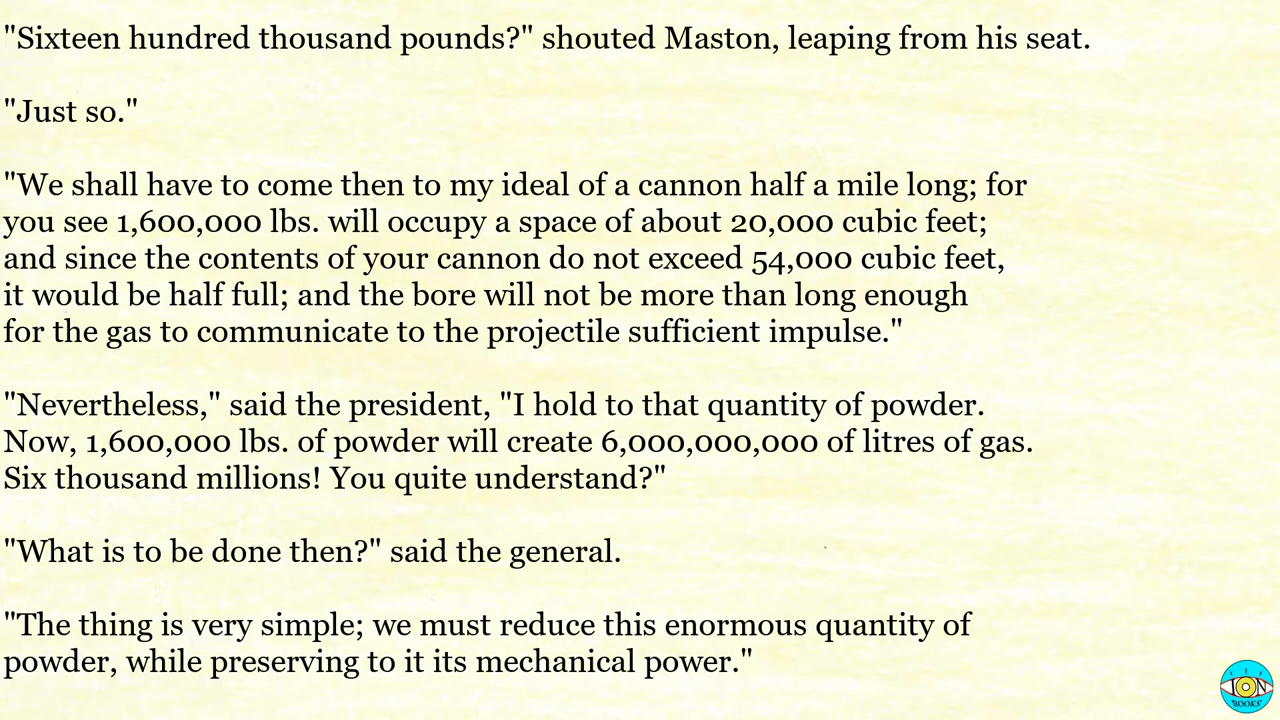 "Sixteen hundred thousand pounds?" shouted Maston, leaping from his seat.
"Just so."
"We shall have to come then to my ideal of a cannon half a mile long; for
you see 1,600,000 lbs. will occupy a space of about 20,000 cubic feet;
and since the contents of your cannon do not exceed 54,000 cubic feet,
it would be half full; and the bore will not be more than long enough
for the gas to communicate to the projectile sufficient impulse."
"Nevertheless," said the president, "I hold to that quantity of powder.
Now, 1,600,000 lbs. of powder will create 6,000,000,000 of litres of gas.
Six thousand millions! You quite understand?"
"What is to be done then?" said the general.
"The thing is very simple; we must reduce this enormous quantity of
powder, while preserving to it its mechanical power."
ION
BOOKS